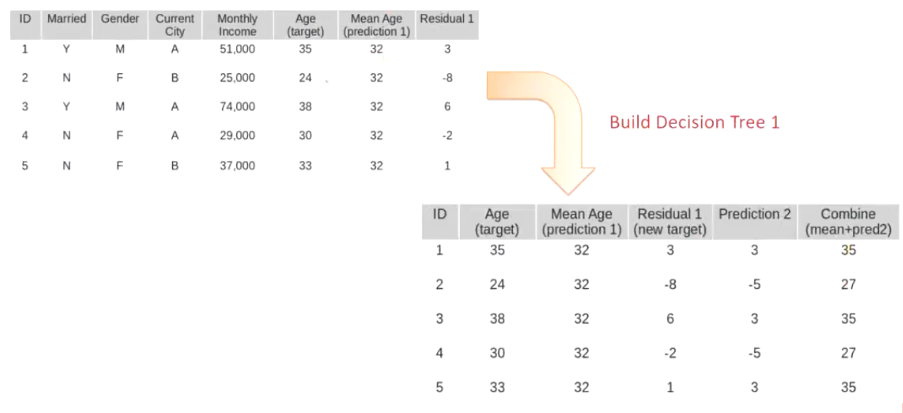 ID Married Gender Current City Monthly Income Age (target) Mean Age (prediction 1) Residual 1
1 Y M A 51,000 35 32 3
2 N F B 25,000 24 32 -8
3 Y M A 74,000 38 32 6
4 N F A 29,000 30 32 -2
5 N F B 37,000 33 32 1
Build Decision Tree 1
ID Age (target) Mean Age (prediction 1) Residual 1 (new target) Prediction 2 Combine (mean+pred2)
1 35 32 3 3 35
2 24 32 -8 -5 27
3 38 32 6 3 35
4 30 32 -2 -5 27
5 33 32 1 3 35